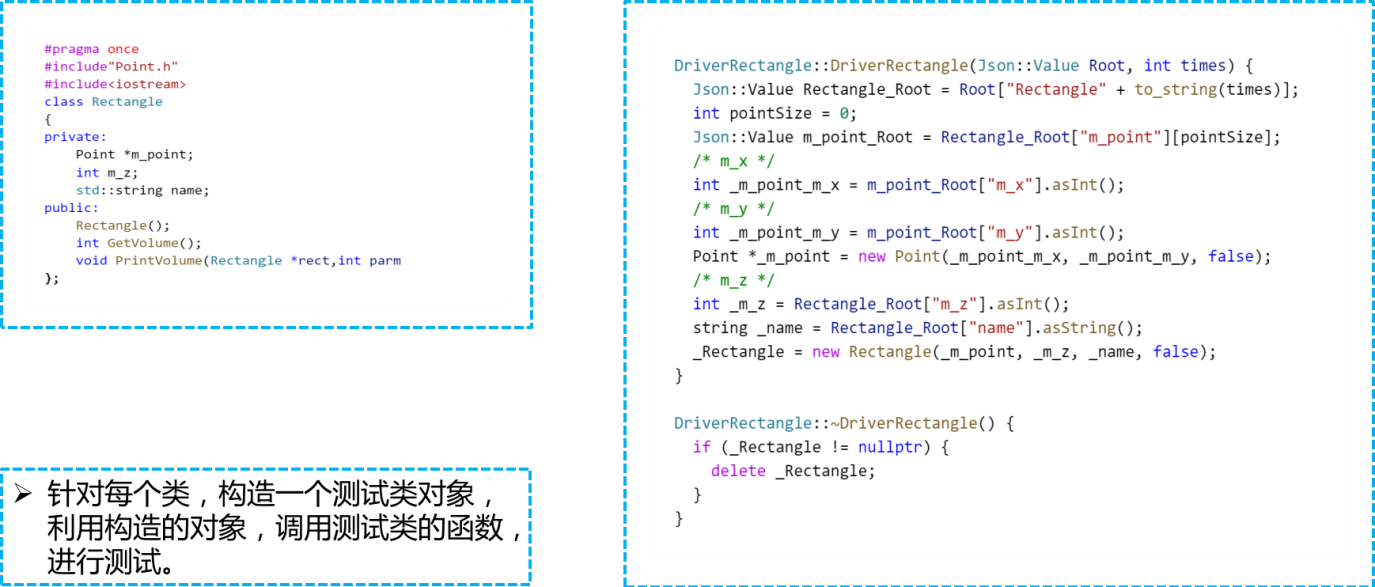 #pragma once
#include"Point.h"
#include<iostream>
class Rectangle
{
private:
    Point *m_point;
    int m_z;
    std::string name;
public:
    Rectangle();
    int GetVolume();
    void PrintVolume(Rectangle *rect,int parm
};
➢ 针对每个类，构造一个测试类对象，
利用构造的对象，调用测试类的函数，
进行测试。
DriverRectangle::DriverRectangle(Json::Value Root, int times) {
  Json::Value Rectangle_Root = Root["Rectangle" + to_string(times)];
  int pointSize = 0;
  Json::Value m_point_Root = Rectangle_Root["m_point"][pointSize];
  /* m_x */
  int _m_point_m_x = m_point_Root["m_x"].asInt();
  /* m_y */
  int _m_point_m_y = m_point_Root["m_y"].asInt();
  Point *_m_point = new Point(_m_point_m_x, _m_point_m_y, false);
  /* m_z */
  int _m_z = Rectangle_Root["m_z"].asInt();
  string _name = Rectangle_Root["name"].asString();
  _Rectangle = new Rectangle(_m_point, _m_z, _name, false);
}
DriverRectangle::~DriverRectangle() {
  if (_Rectangle != nullptr) {
    delete _Rectangle;
  }
}